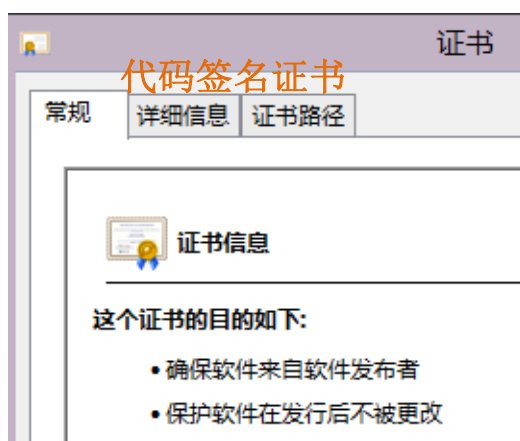 证书
代码签名证书
常规 详细信息 证书路径
证书信息
这个证书的目的如下:
• 确保软件来自软件发布者
• 保护软件在发行后不被更改